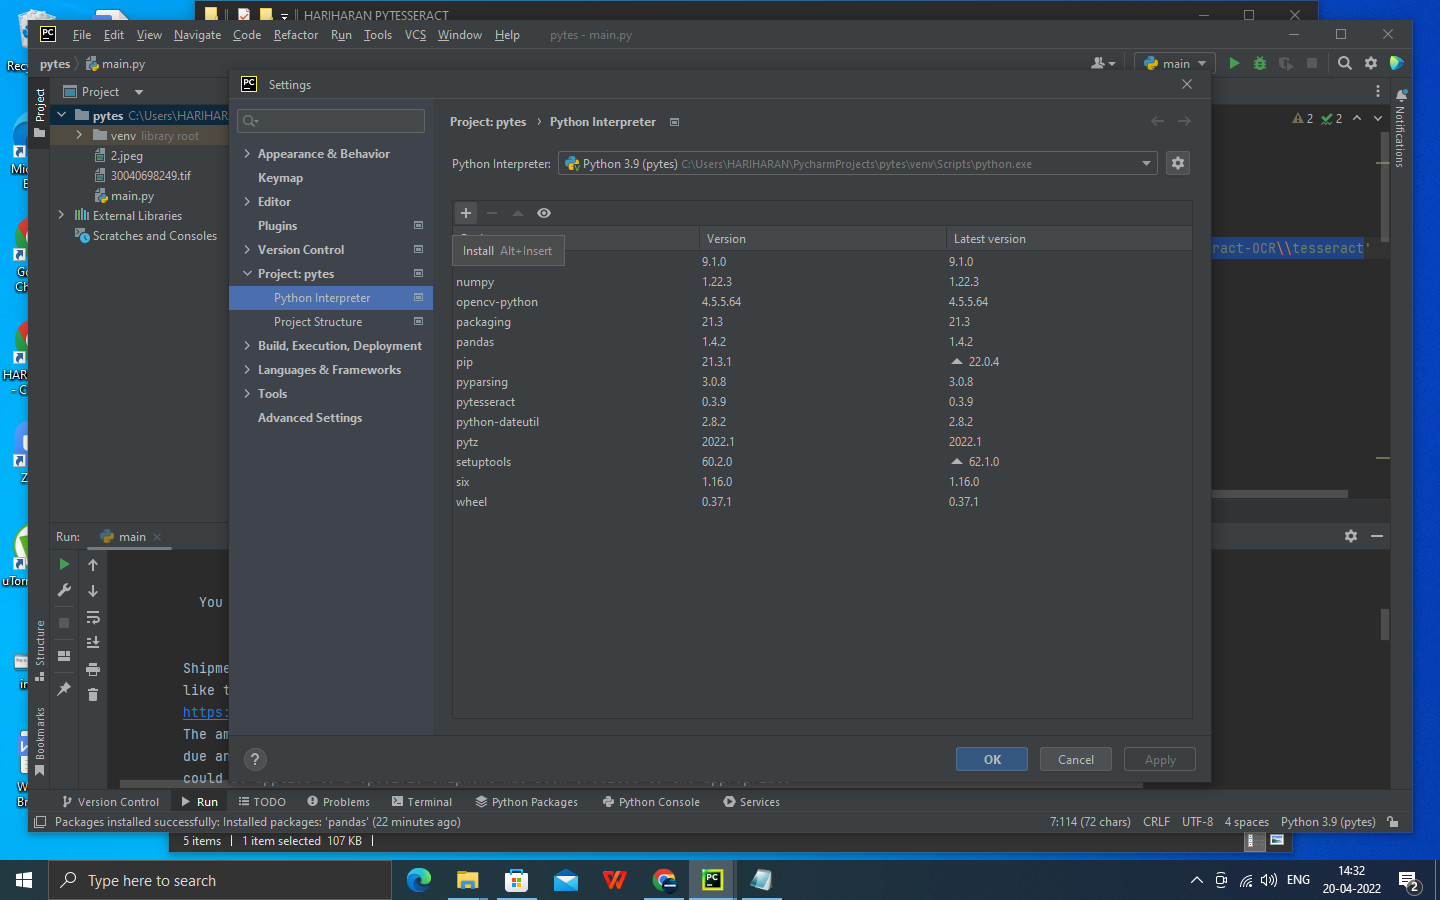 HARIHARAN PYTESSERACT
PC File Edit View Navigate Code Refactor Run Tools VCS Window Help pytes - main.py
pytes main.py main
Project
pytes C:\Users\HARIHAR
venv library root
2.jpeg
30040698249.tif
main.py
External Libraries
Scratches and Consoles
Project
Structure
Bookmarks
Notifications
2 2
ract-OCR\\tesseract'
PC Settings
Appearance & Behavior
Keymap
Editor
Plugins
Version Control
Project: pytes
Python Interpreter
Project Structure
Build, Execution, Deployment
Languages & Frameworks
Tools
Advanced Settings
Project: pytes › Python Interpreter
Python Interpreter: Python 3.9 (pytes) C:\Users\HARIHARAN\PycharmProjects\pytes\venv\Scripts\python.exe
Version Latest version
Install Alt+Insert
9.1.0 9.1.0
numpy 1.22.3 1.22.3
opencv-python 4.5.5.64 4.5.5.64
packaging 21.3 21.3
pandas 1.4.2 1.4.2
pip 21.3.1 22.0.4
pyparsing 3.0.8 3.0.8
pytesseract 0.3.9 0.3.9
python-dateutil 2.8.2 2.8.2
pytz 2022.1 2022.1
setuptools 60.2.0 62.1.0
six 1.16.0 1.16.0
wheel 0.37.1 0.37.1
? OK Cancel Apply
Run: main
You
Shipme
like t
https:
The am
due an
could
Version Control Run TODO Problems Terminal Python Packages Python Console Services
Packages installed successfully: Installed packages: 'pandas' (22 minutes ago) 7:114 (72 chars) CRLF UTF-8 4 spaces Python 3.9 (pytes)
5 items 1 item selected 107 KB
Type here to search
PC
ENG
14:32
20-04-2022
2